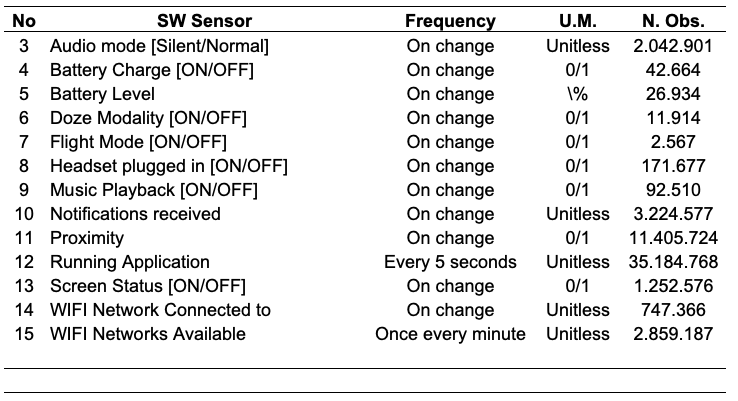 No SW Sensor Frequency U.M. N. Obs.
3 Audio mode [Silent/Normal] On change Unitless 2.042.901
4 Battery Charge [ON/OFF] On change 0/1 42.664
5 Battery Level On change \% 26.934
6 Doze Modality [ON/OFF] On change 0/1 11.914
7 Flight Mode [ON/OFF] On change 0/1 2.567
8 Headset plugged in [ON/OFF] On change 0/1 171.677
9 Music Playback [ON/OFF] On change 0/1 92.510
10 Notifications received On change Unitless 3.224.577
11 Proximity On change 0/1 11.405.724
12 Running Application Every 5 seconds Unitless 35.184.768
13 Screen Status [ON/OFF] On change 0/1 1.252.576
14 WIFI Network Connected to On change Unitless 747.366
15 WIFI Networks Available Once every minute Unitless 2.859.187